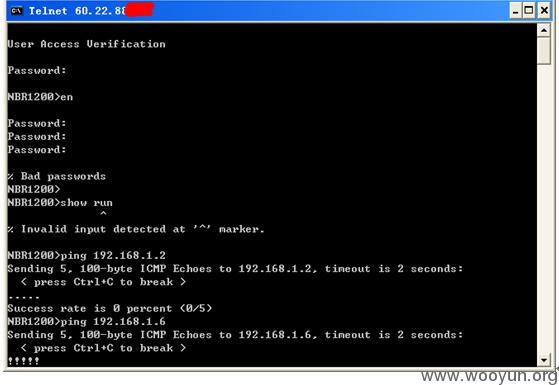 Telnet 60.22.88
User Access Verification
Password:
NBR1200>en
Password:
Password:
Password:
% Bad passwords
NBR1200>
NBR1200>show run
^
% Invalid input detected at '^' marker.
NBR1200>ping 192.168.1.2
Sending 5, 100-byte ICMP Echoes to 192.168.1.2, timeout is 2 seconds:
< press Ctrl+C to break >
.....
Success rate is 0 percent (0/5)
NBR1200>ping 192.168.1.6
Sending 5, 100-byte ICMP Echoes to 192.168.1.6, timeout is 2 seconds:
< press Ctrl+C to break >
!!!!!
www.wooyun.org